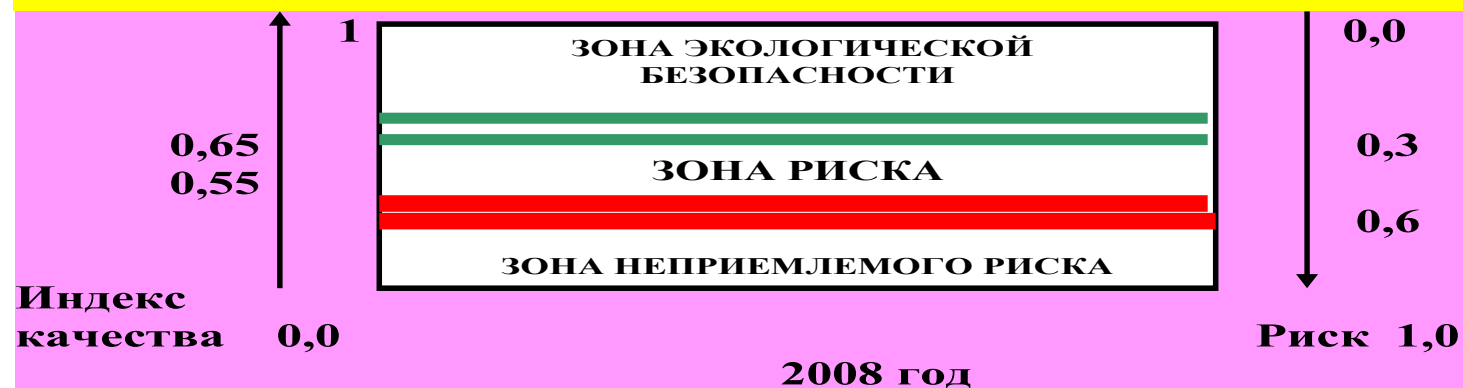 1
0,0
ЗОНА ЭКОЛОГИЧЕСКОЙ
БЕЗОПАСНОСТИ
0,65
0,3
ЗОНА РИСКА
0,55
0,6
ЗОНА НЕПРИЕМЛЕМОГО РИСКА
Индекс
качества 0,0
Риск 1,0
2008 год